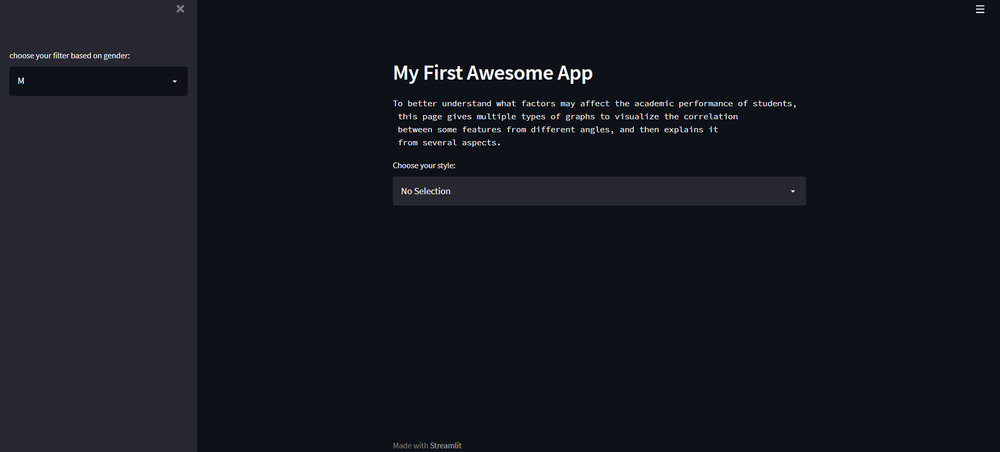 choose your filter based on gender:
M
My First Awesome App
To better understand what factors may affect the academic performance of students,
this page gives multiple types of graphs to visualize the correlation
between some features from different angles, and then explains it
from several aspects.
Choose your style:
No Selection
Made with Streamlit